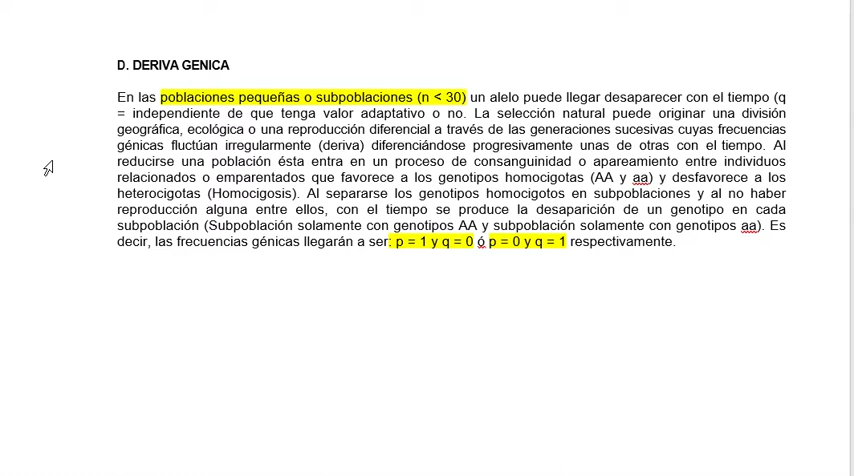 D. DERIVA GENICA
En las poblaciones pequeñas o subpoblaciones (n < 30) un alelo puede llegar desaparecer con el tiempo (q
= independiente de que tenga valor adaptativo o no. La selección natural puede originar una división
geográfica, ecológica o una reproducción diferencial a través de las generaciones sucesivas cuyas frecuencias
génicas fluctúan irregularmente (deriva) diferenciándose progresivamente unas de otras con el tiempo. Al
reducirse una población ésta entra en un proceso de consanguinidad o apareamiento entre individuos
relacionados o emparentados que favorece a los genotipos homocigotas (AA y aa) y desfavorece a los
heterocigotas (Homocigosis). Al separarse los genotipos homocigotos en subpoblaciones y al no haber
reproducción alguna entre ellos, con el tiempo se produce la desaparición de un genotipo en cada
subpoblación (Subpoblación solamente con genotipos AA y subpoblación solamente con genotipos aa). Es
decir, las frecuencias génicas llegarán a ser: p = 1 y q = 0 ó p = 0 y q = 1 respectivamente.